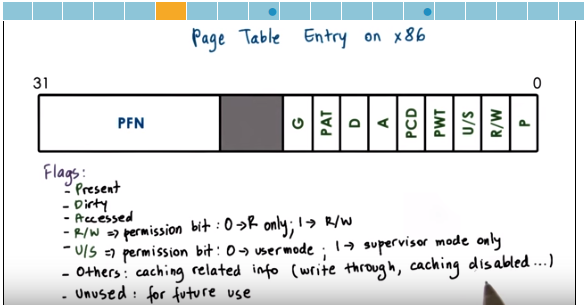 Page Table Entry on x86
31 0
PFN G PAT D A PCD PWT U/S R/W P
Flags:
- Present
- Dirty
- Accessed
- R/W => permission bit : 0→R only; 1→ R/W
- U/S => permission bit : 0→ usermode ; 1→ supervisor mode only
- Others: caching related info (write through, caching disabled...)
- Unused : for future use